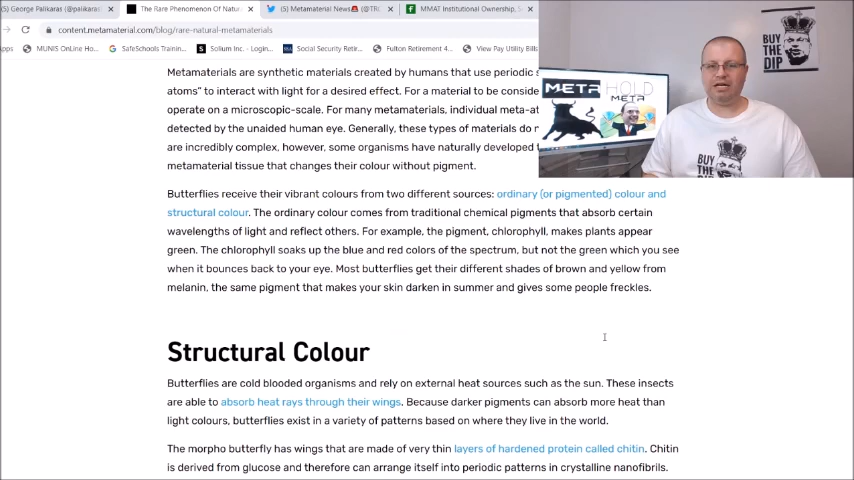 (S) George Palikaras (@palikaras
The Rare Phenomenon Of Natu
(S) Metamaterial News
(@TRC
MMAT Institutional Ownership, S
content.metamaterial.com/blog/rare-natural-metamaterials
MUNIS OnLine Ho...
SafeSchools Trainin...
Solium Inc. - Login...
Social Security Retir...
Fulton Retirement 4...
View Pay Utility Bills
BUY
THE
DIP
META
HOLD
META
BUY
THE
DIP
Metamaterials are synthetic materials created by humans that use periodic s
atoms” to interact with light for a desired effect. For a material to be conside
operate on a microscopic-scale. For many metamaterials, individual meta-at
detected by the unaided human eye. Generally, these types of materials do n
are incredibly complex, however, some organisms have naturally developed t
metamaterial tissue that changes their colour without pigment.
Butterflies receive their vibrant colours from two different sources: ordinary (or pigmented) colour and
structural colour. The ordinary colour comes from traditional chemical pigments that absorb certain
wavelengths of light and reflect others. For example, the pigment, chlorophyll, makes plants appear
green. The chlorophyll soaks up the blue and red colors of the spectrum, but not the green which you see
when it bounces back to your eye. Most butterflies get their different shades of brown and yellow from
melanin, the same pigment that makes your skin darken in summer and gives some people freckles.
Structural Colour
Butterflies are cold blooded organisms and rely on external heat sources such as the sun. These insects
are able to absorb heat rays through their wings. Because darker pigments can absorb more heat than
light colours, butterflies exist in a variety of patterns based on where they live in the world.
The morpho butterfly has wings that are made of very thin layers of hardened protein called chitin. Chitin
is derived from glucose and therefore can arrange itself into periodic patterns in crystalline nanofibrils.